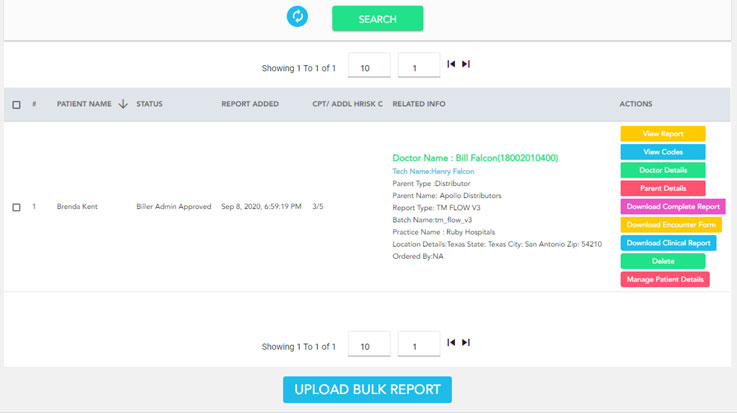 SEARCH
Showing 1 To 1 of 1 10 1
# PATIENT NAME STATUS REPORT ADDED CPT/ ADDL HRISK C RELATED INFO ACTIONS
1 Brenda Kent Biller Admin Approved Sep 8, 2020, 6:59:19 PM 3/5
Doctor Name : Bill Falcon(18002010400)
Tech Name:Henry Falcon
Parent Type :Distributor
Parent Name: Apollo Distributors
Report Type: TM FLOW V3
Batch Name:tm_flow_v3
Practice Name : Ruby Hospitals
Location Details:Texas State: Texas City: San Antonio Zip: 54210
Ordered By:NA
View Report
View Codes
Doctor Details
Parent Details
Download Complete Report
Download Encounter Form
Download Clinical Report
Delete
Manage Patient Details
Showing 1 To 1 of 1 10 1
UPLOAD BULK REPORT